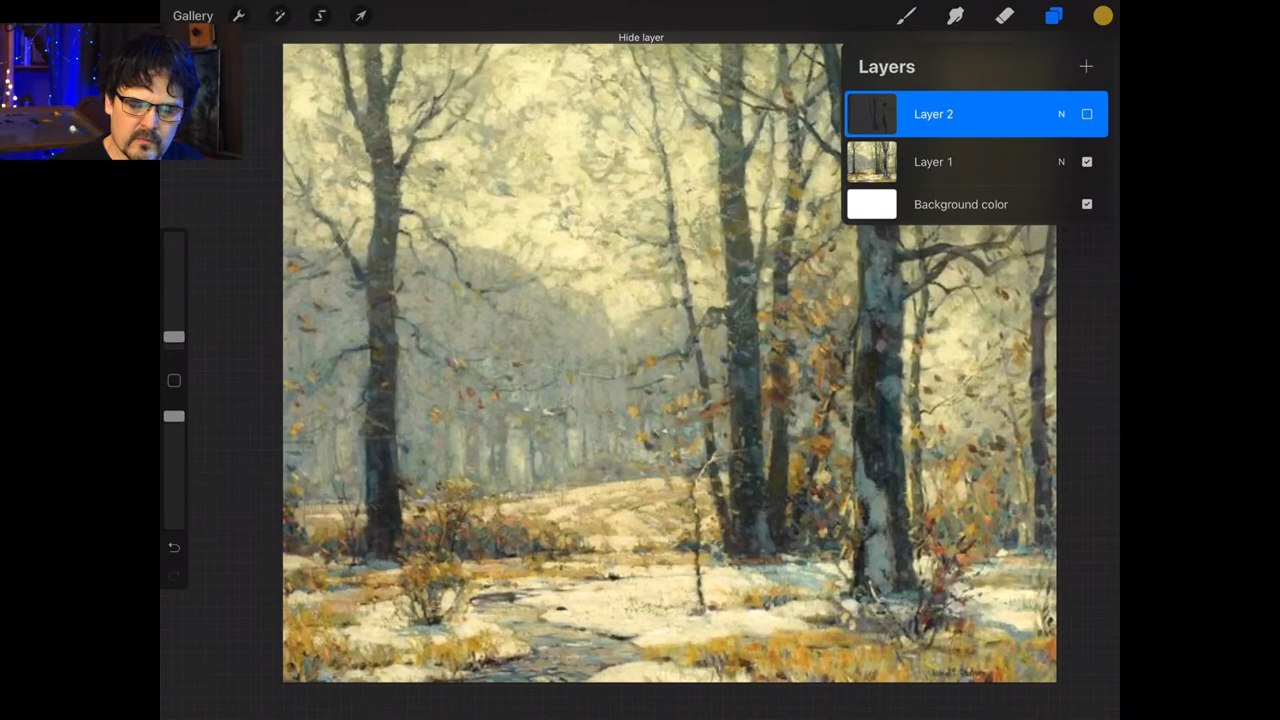 Gallery
Hide layer
Layers
Layer 2 N
Layer 1 N
Background color